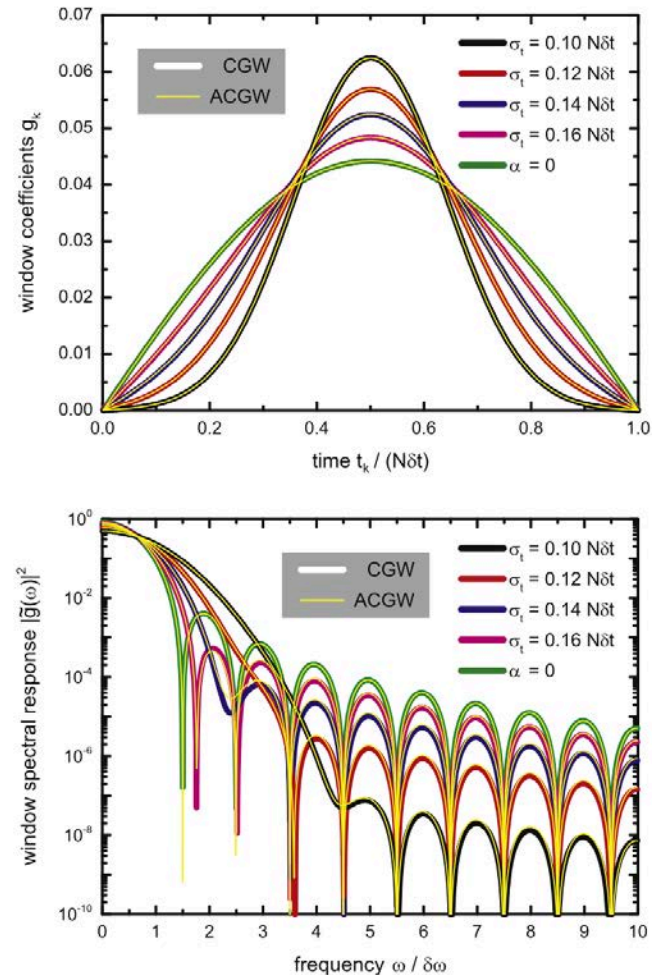 0.07
0.06
0.05
0.04
0.03
0.02
0.01
0.00
window coefficients gₖ
CGW
ACGW
σₜ = 0.10 Nδt
σₜ = 0.12 Nδt
σₜ = 0.14 Nδt
σₜ = 0.16 Nδt
α = 0
0.0 0.2 0.4 0.6 0.8 1.0
time tₖ / (Nδt)
10⁰
10⁻²
10⁻⁴
10⁻⁶
10⁻⁸
10⁻¹⁰
window spectral response |g̃(ω)|²
CGW
ACGW
σₜ = 0.10 Nδt
σₜ = 0.12 Nδt
σₜ = 0.14 Nδt
σₜ = 0.16 Nδt
α = 0
0 1 2 3 4 5 6 7 8 9 10
frequency ω / δω